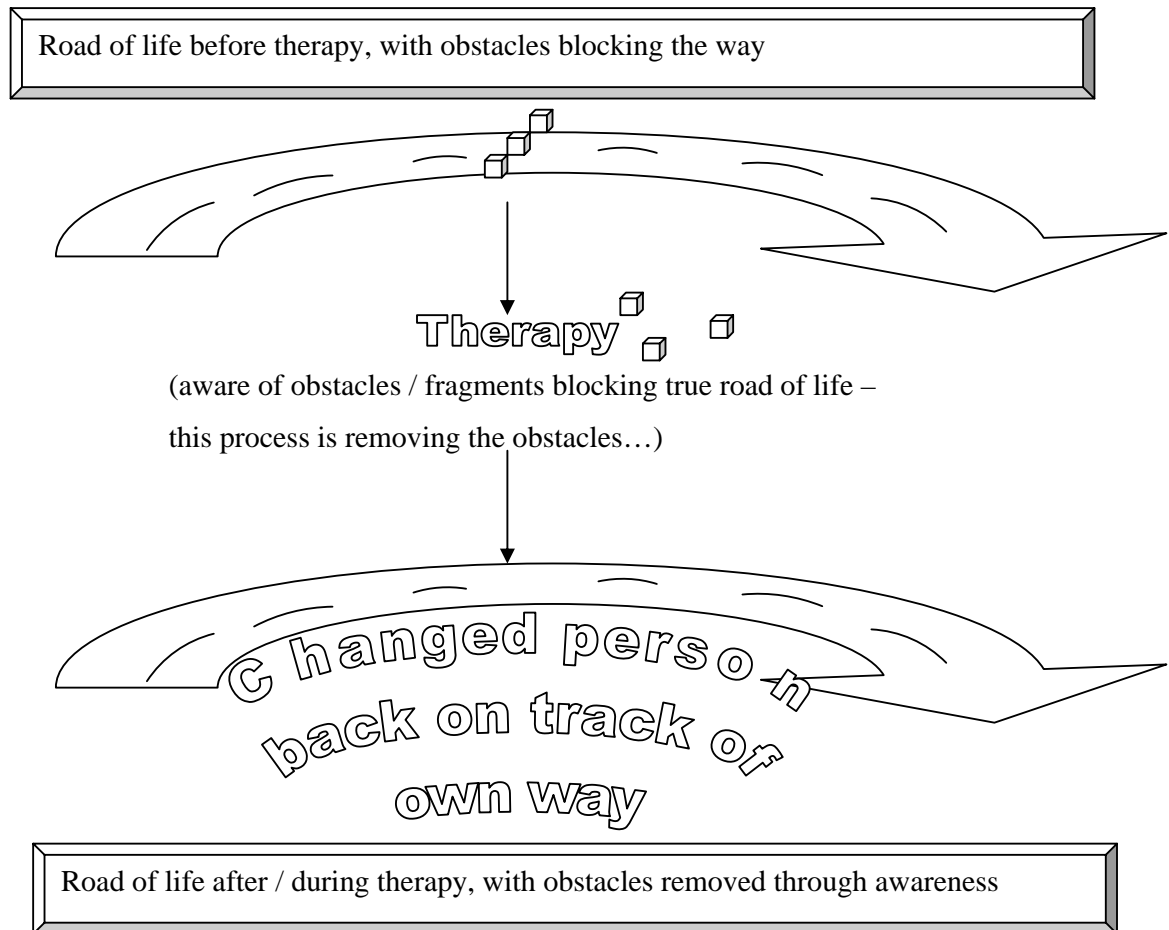 Road of life before therapy, with obstacles blocking the way
Therapy
(aware of obstacles / fragments blocking true road of life –
this process is removing the obstacles…)
Changed person
back on track of
own way
Road of life after / during therapy, with obstacles removed through awareness